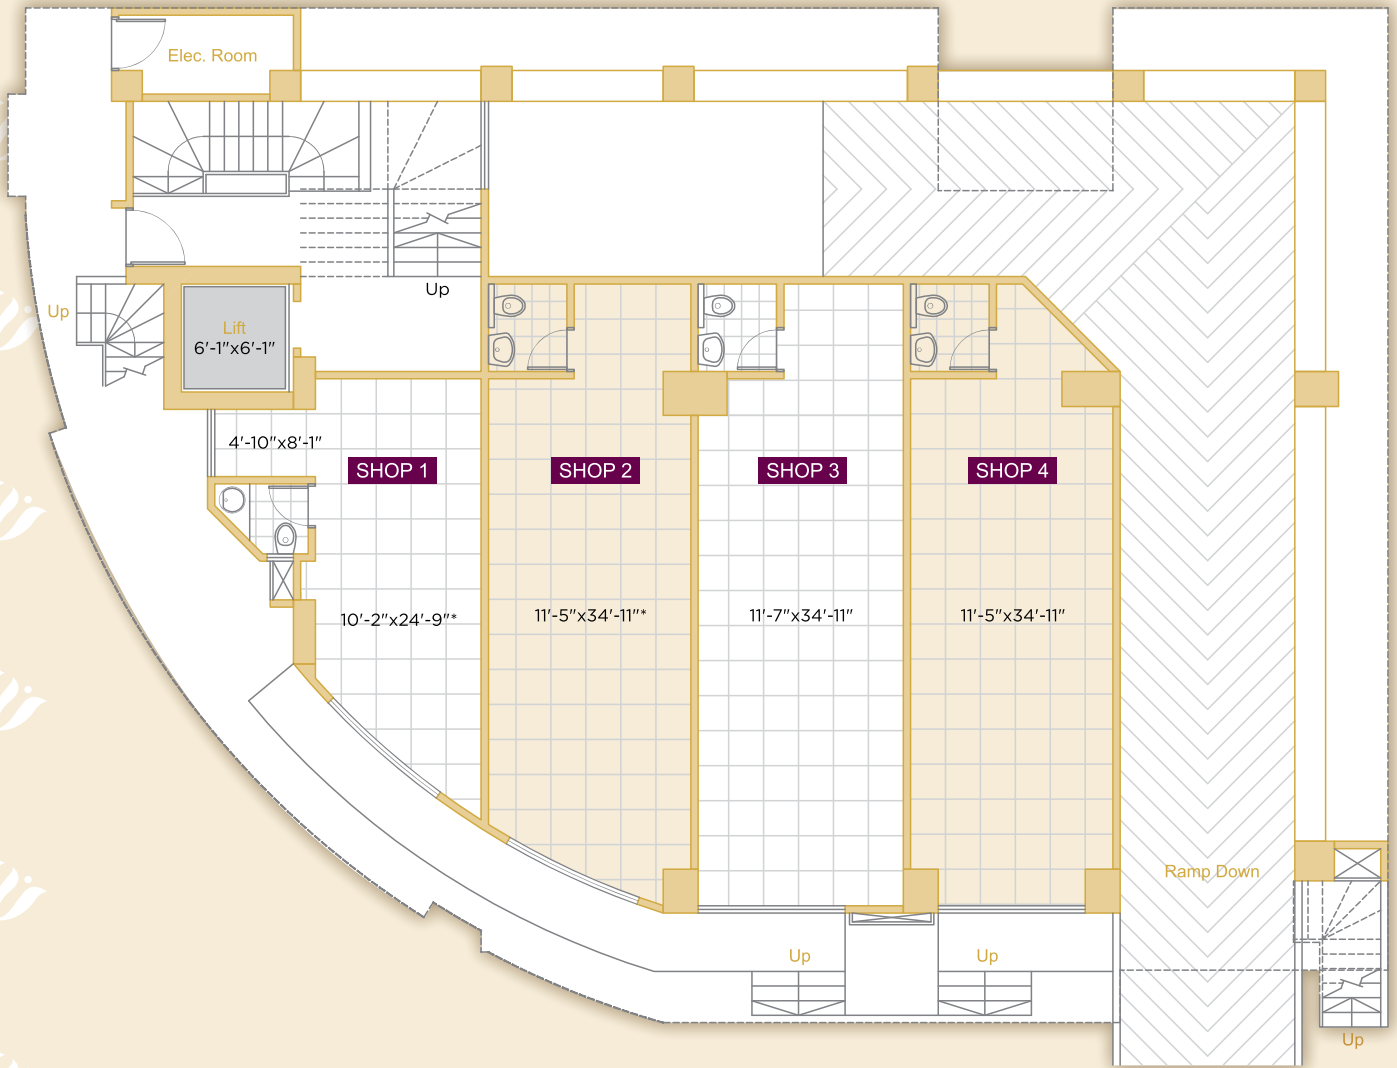 Elec. Room
Up
Up
Lift
6'-1"x6'-1"
4'-10"x8'-1"
SHOP 1
SHOP 2
SHOP 3
SHOP 4
10'-2"x24'-9"*
11'-5"x34'-11"*
11'-7"x34'-11"
11'-5"x34'-11"
Ramp Down
Up
Up
Up